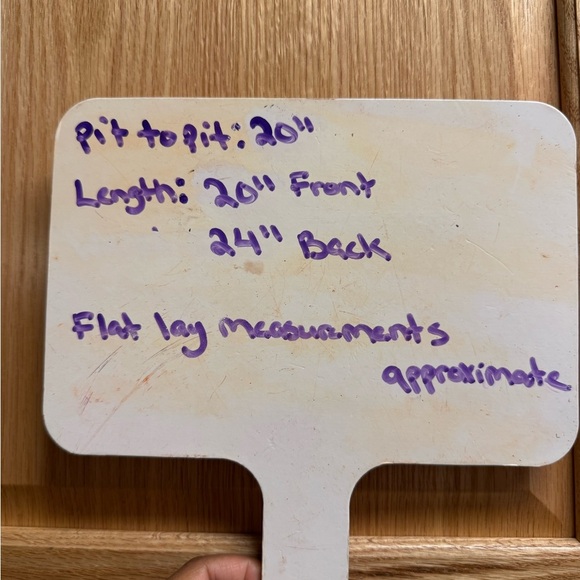 Pit to pit: 20"
Length: 20" Front
24" Back
Flat lay measurements
approximate